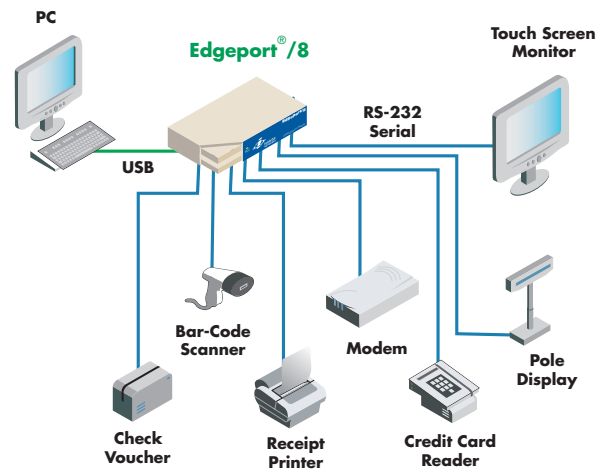 PC
Edgeport®/8
Touch Screen
Monitor
RS-232
Serial
USB
Bar-Code
Scanner
Modem
Pole
Display
Check
Voucher
Receipt
Printer
Credit Card
Reader